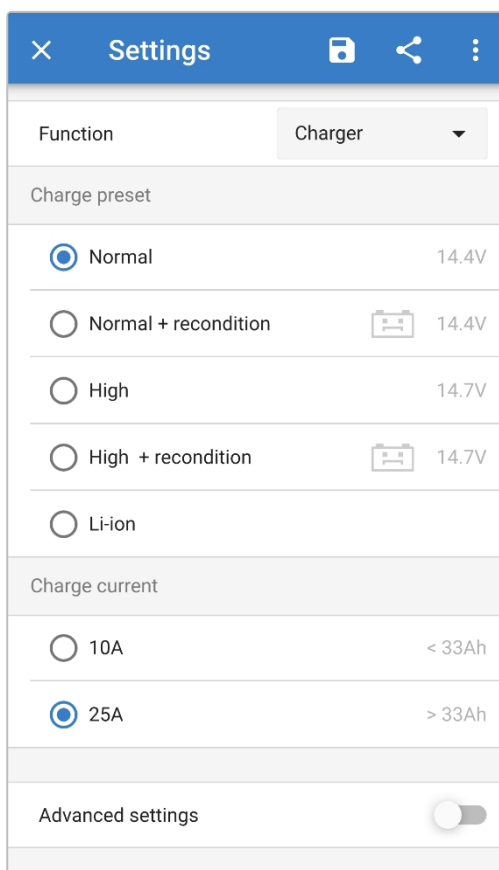 Settings
Function Charger
Charge preset
Normal 14.4V
Normal + recondition 14.4V
High 14.7V
High + recondition 14.7V
Li-ion
Charge current
10A < 33Ah
25A > 33Ah
Advanced settings